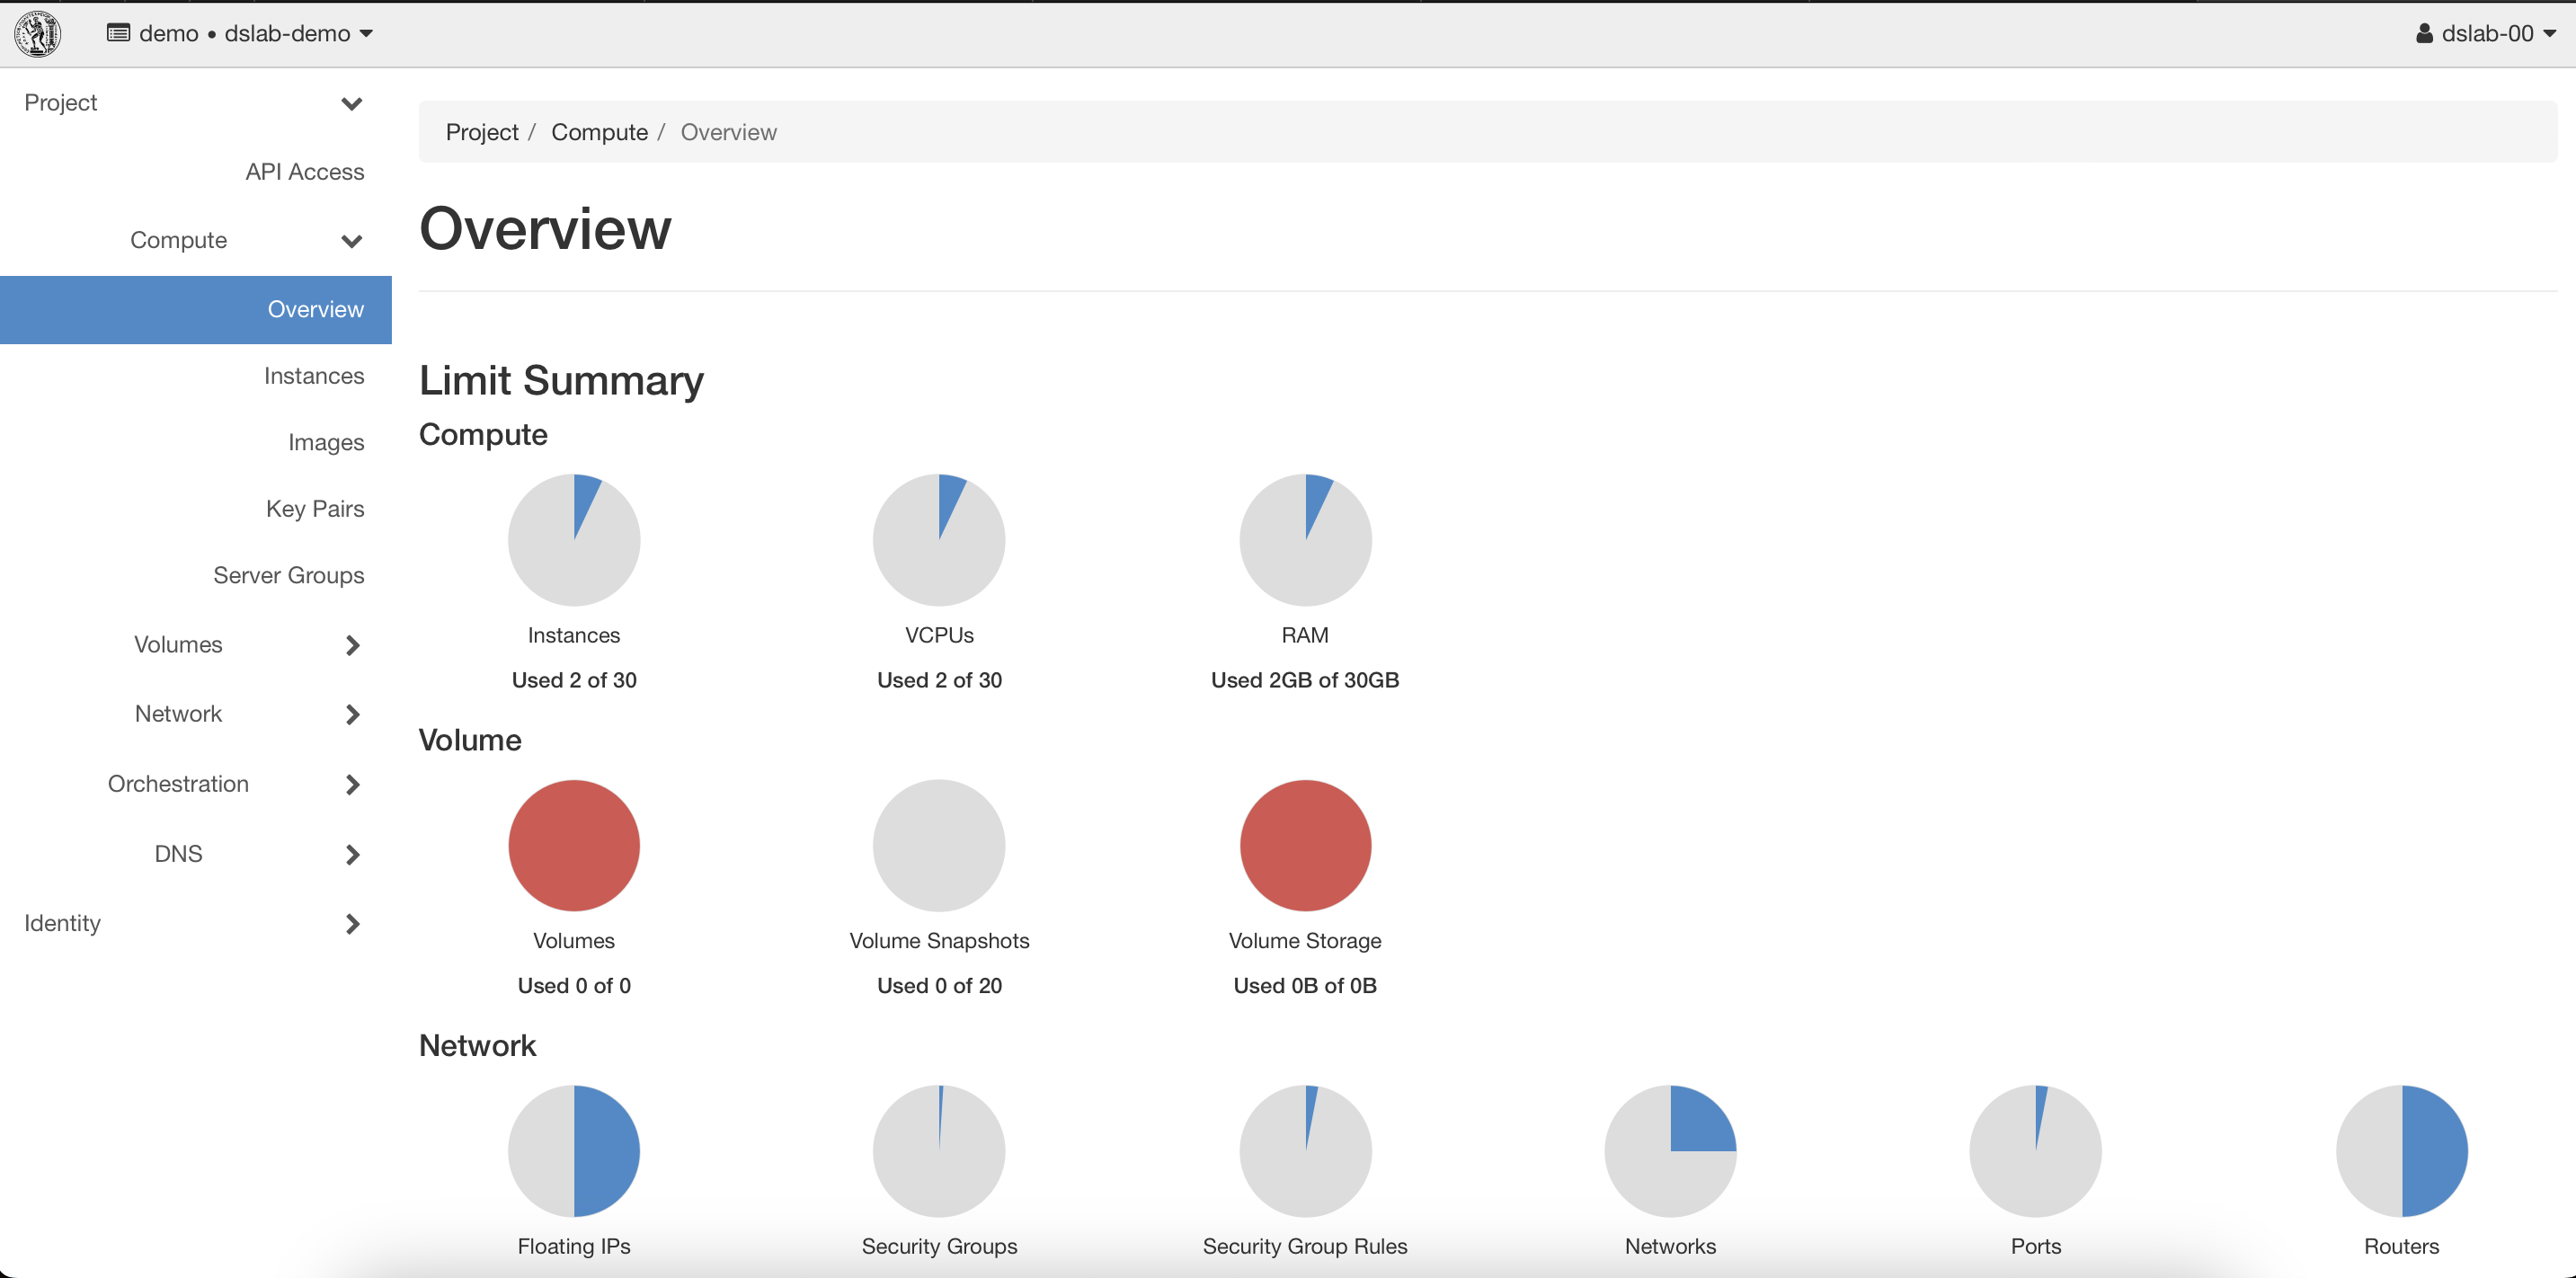 demo • dslab-demo
dslab-00
Project
API Access
Compute
Overview
Instances
Images
Key Pairs
Server Groups
Volumes
Network
Orchestration
DNS
Identity
Project / Compute / Overview
Overview
Limit Summary
Compute
Instances
Used 2 of 30
VCPUs
Used 2 of 30
RAM
Used 2GB of 30GB
Volume
Volumes
Used 0 of 0
Volume Snapshots
Used 0 of 20
Volume Storage
Used 0B of 0B
Network
Floating IPs
Security Groups
Security Group Rules
Networks
Ports
Routers